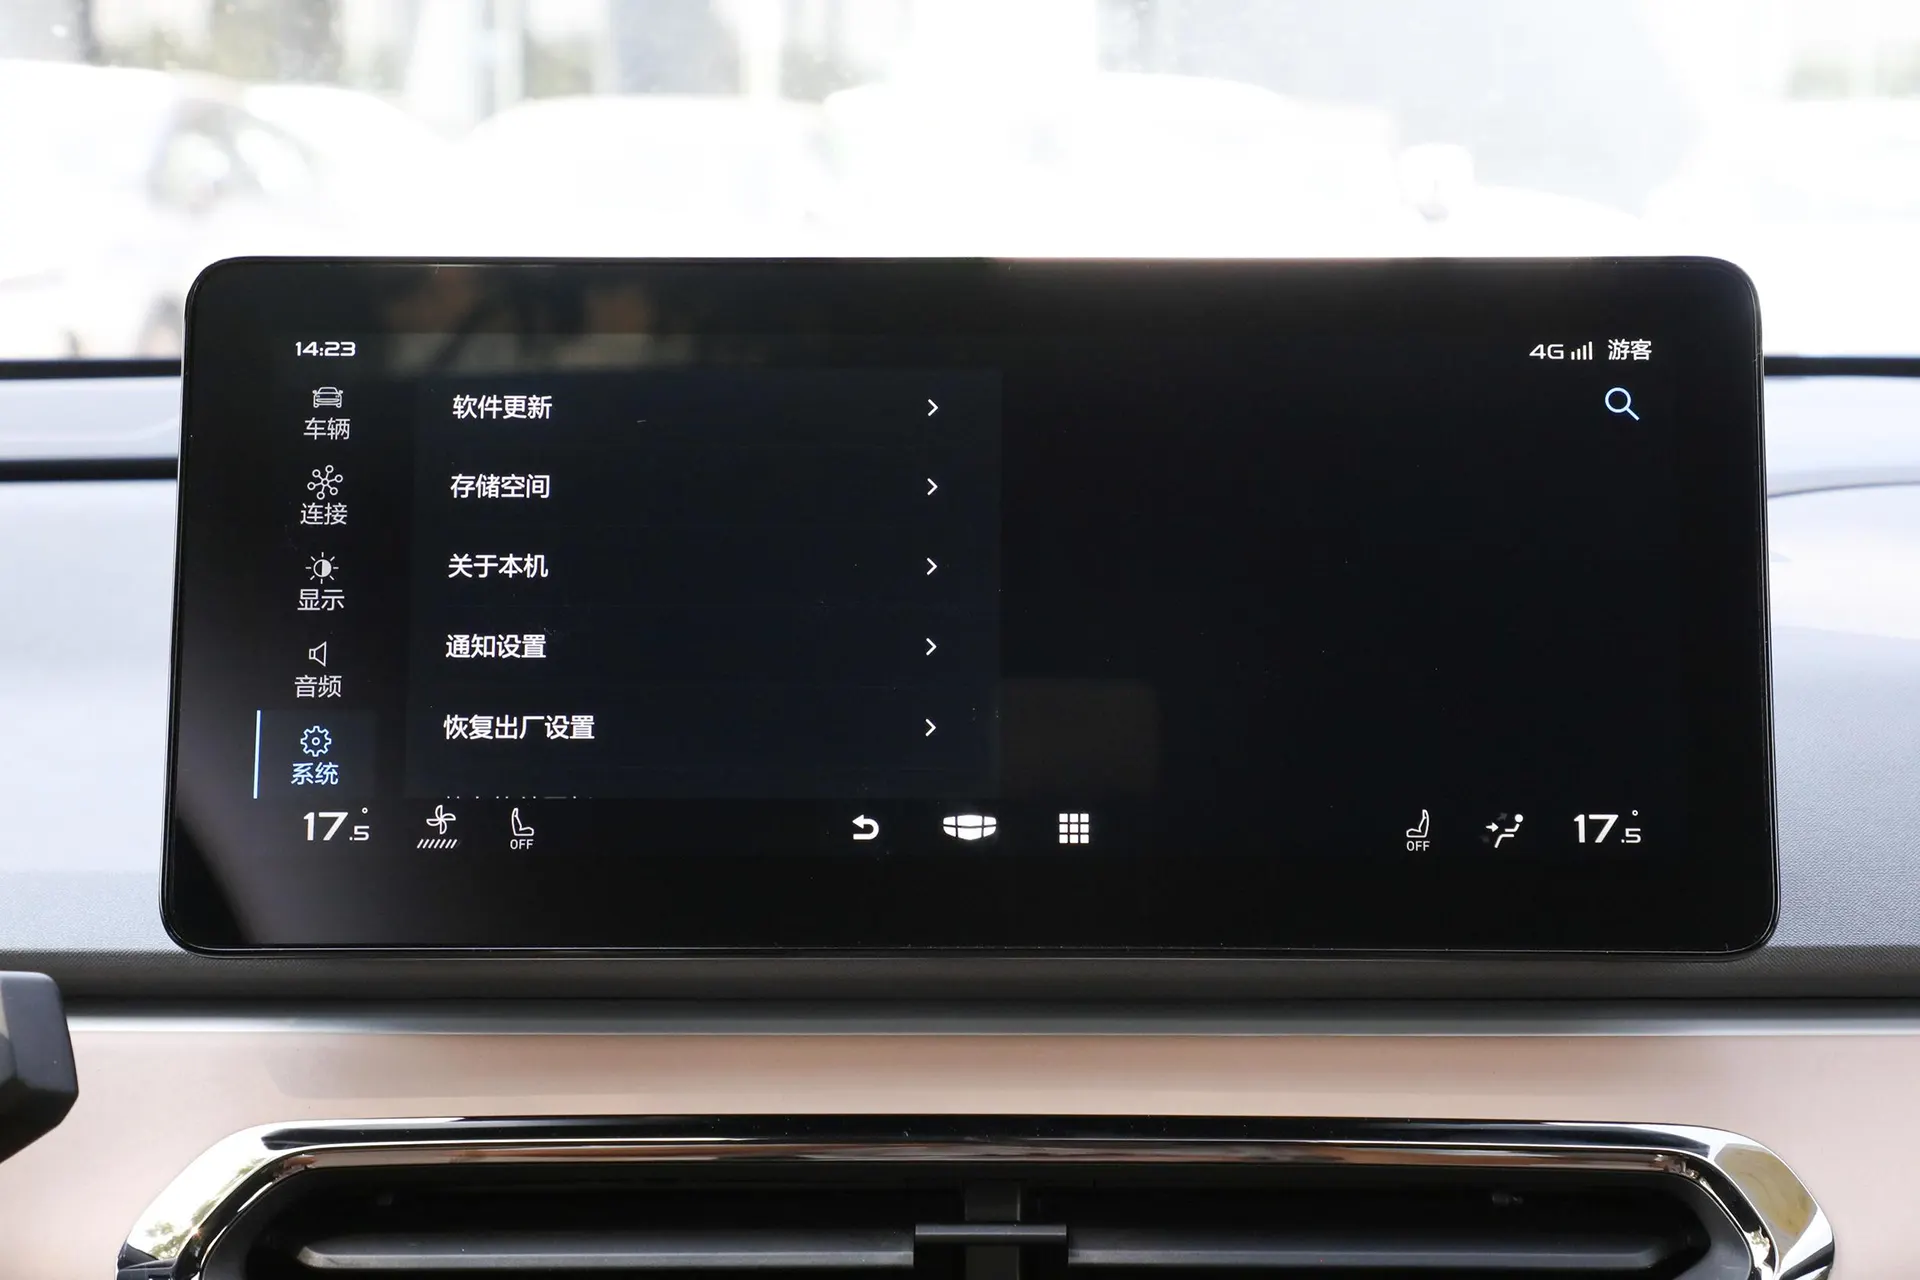 14:23
4G 游客
车辆
连接
显示
音频
系统
软件更新
存储空间
关于本机
通知设置
恢复出厂设置
17.5°
OFF
OFF
17.5°